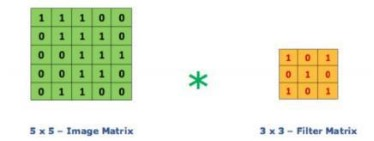 1 1 1 0 0
0 1 1 1 0
0 0 1 1 1
0 0 1 1 0
0 1 1 0 0
*
1 0 1
0 1 0
1 0 1
5 x 5 – Image Matrix
3 x 3 – Filter Matrix